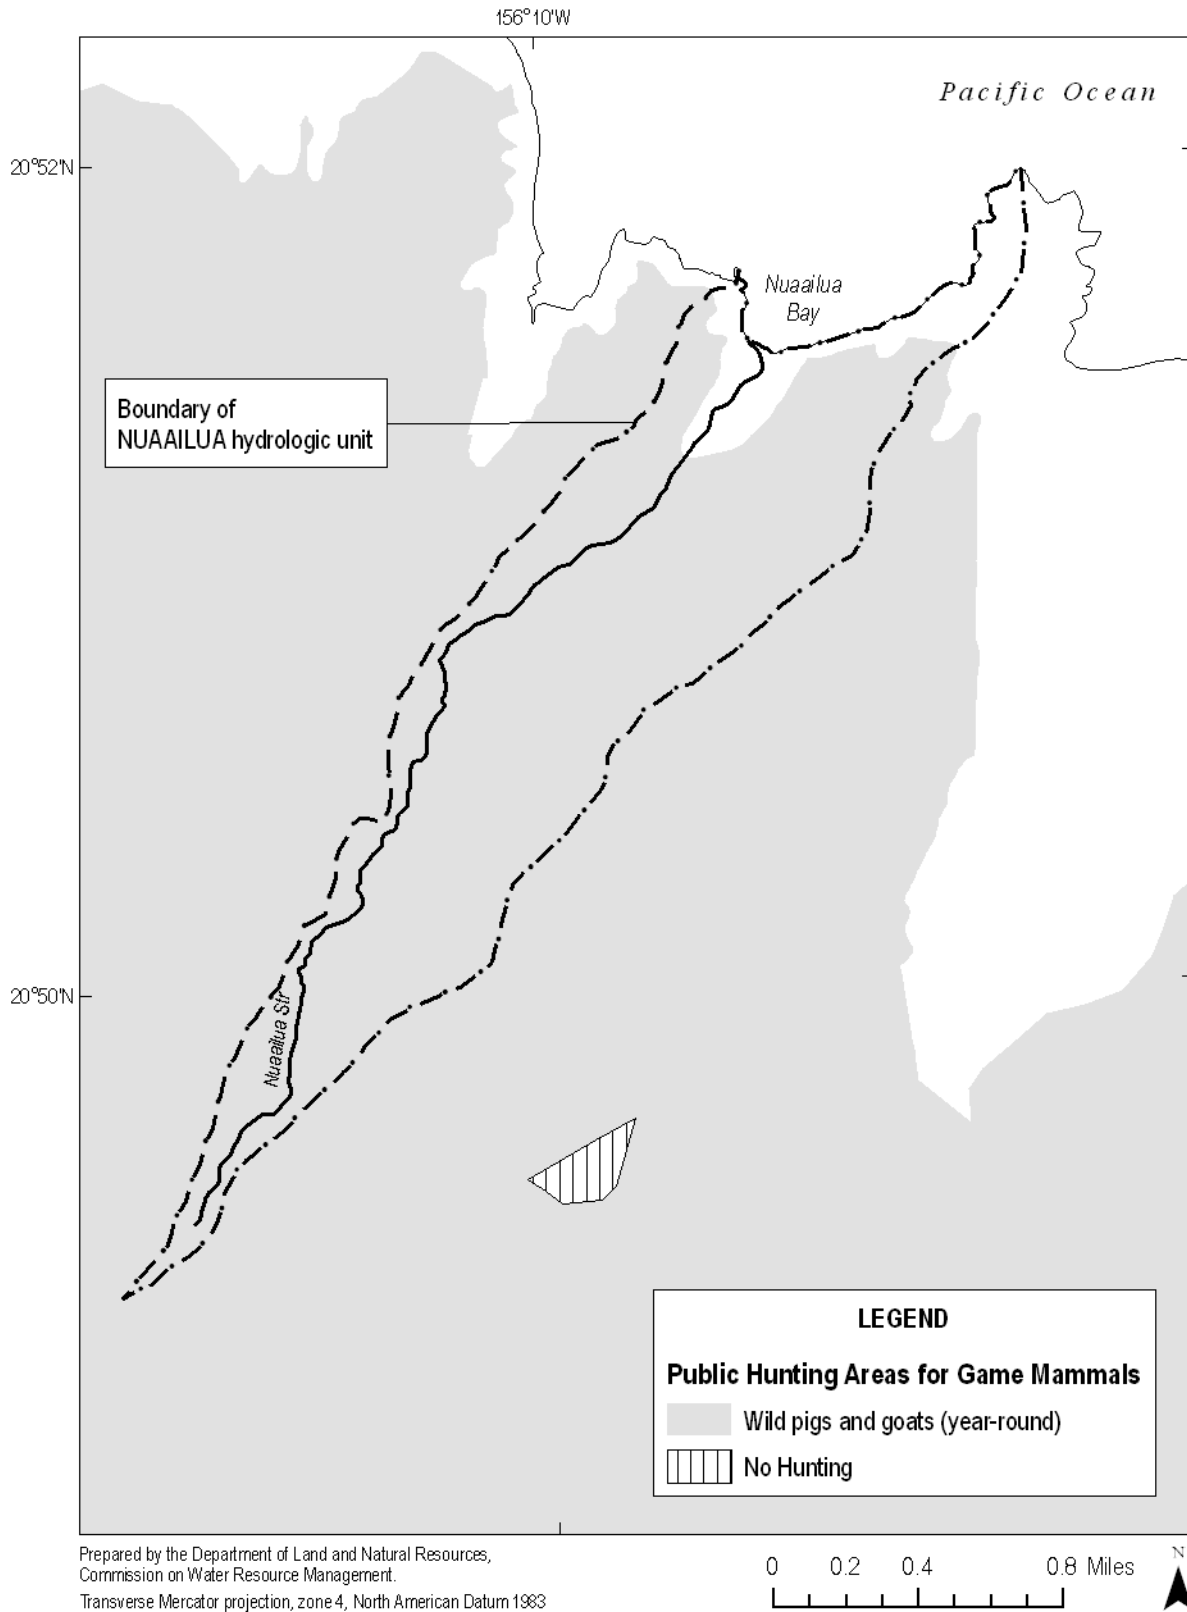 156°10'W
Pacific Ocean
20°52'N
Nuaailua
Bay
Boundary of
NUAAILUA hydrologic unit
20°50'N
Nuaailua Str
LEGEND
Public Hunting Areas for Game Mammals
Wild pigs and goats (year-round)
No Hunting
Prepared by the Department of Land and Natural Resources,
Commission on Water Resource Management.
Transverse Mercator projection, zone 4, North American Datum 1983
0 0.2 0.4 0.8 Miles
N